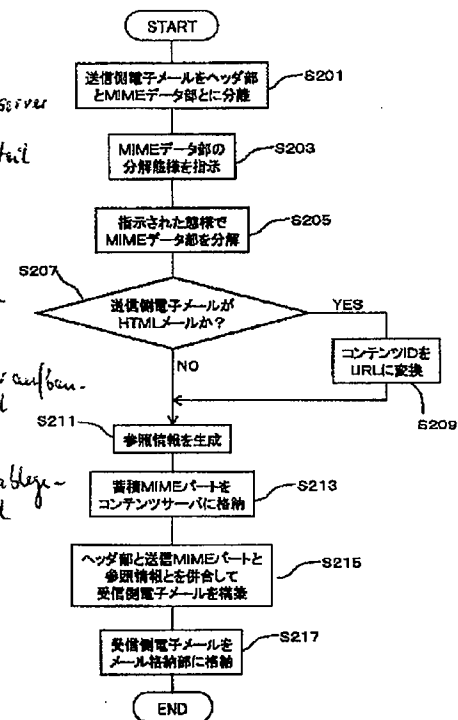 START
送信側電子メールをヘッダ部
とMIMEデータ部とに分離
S201
server
MIMEデータ部の
分解態様を指示
S203
指示された態様で
MIMEデータ部を分解
S205
S207
送信側電子メールが
HTMLメールか?
YES
NO
コンテンツIDを
URLに変換
S209
S211
参照情報を生成
蓄積MIMEパートを
コンテンツサーバに格納
S213
ヘッダ部と送信MIMEパートと
参照情報とを併合して
受信側電子メールを構築
S215
受信側電子メールを
メール格納部に格納
S217
END